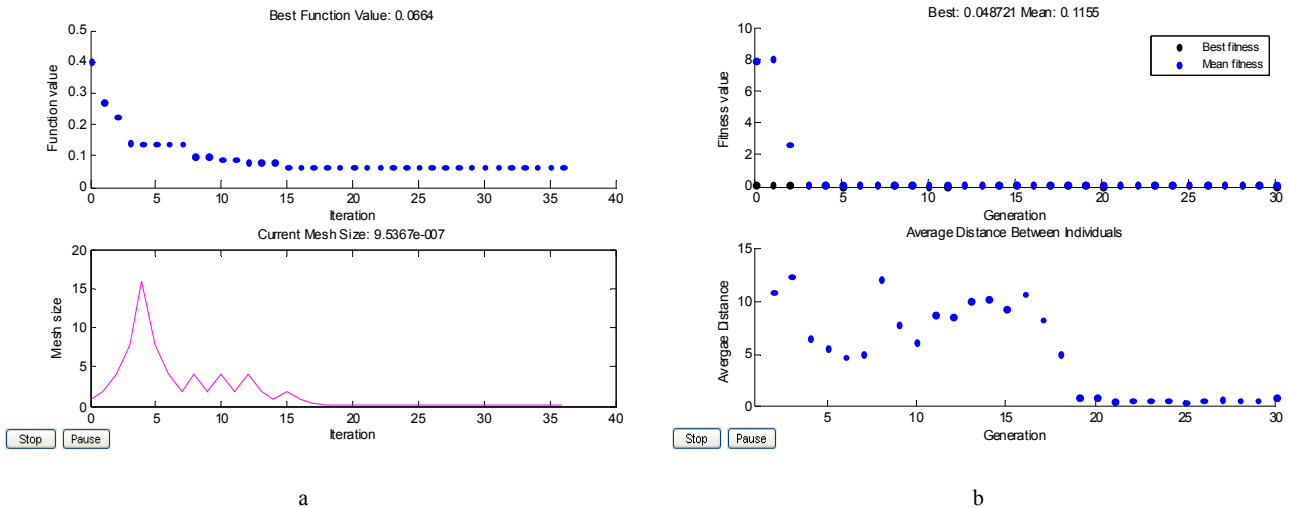 Best Function Value: 0.0664
Function value
0.5
0.4
0.3
0.2
0.1
0
0 5 10 15 20 25 30 35 40
Iteration
Current Mesh Size: 9.5367e-007
Mesh size
20
15
10
5
0
0 5 10 15 20 25 30 35 40
Iteration
Stop Pause
a
Best: 0.048721 Mean: 0.1155
Fitness value
10
8
6
4
2
0
Best fitness
Mean fitness
0 5 10 15 20 25 30
Generation
Average Distance Between Individuals
Avergae Distance
15
10
5
0
5 10 15 20 25 30
Generation
Stop Pause
b